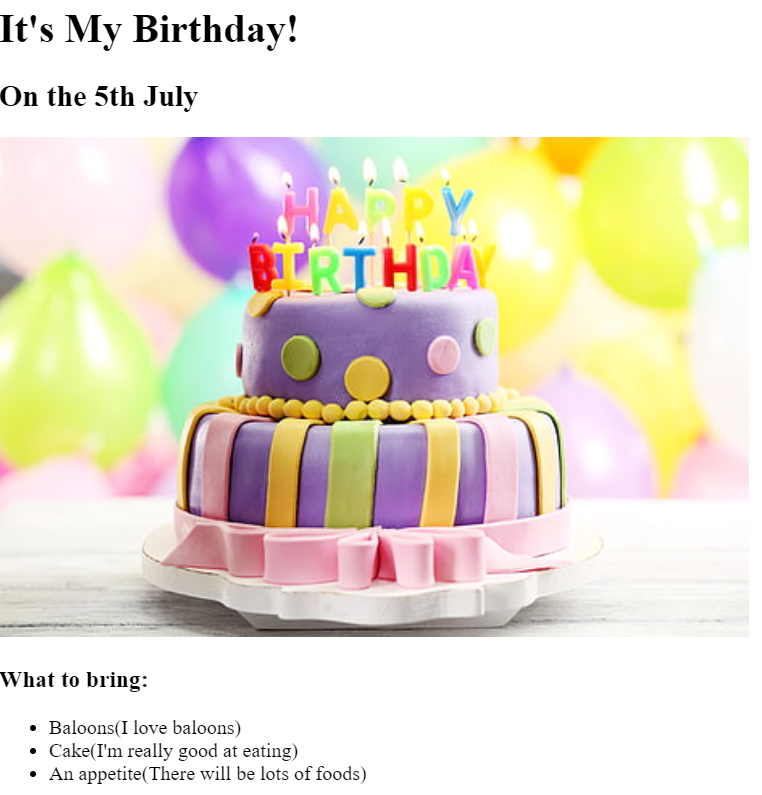 It's My Birthday!
On the 5th July
HAPPY
BIRTHDAY
What to bring:
Baloons(I love baloons)
Cake(I'm really good at eating)
An appetite(There will be lots of foods)